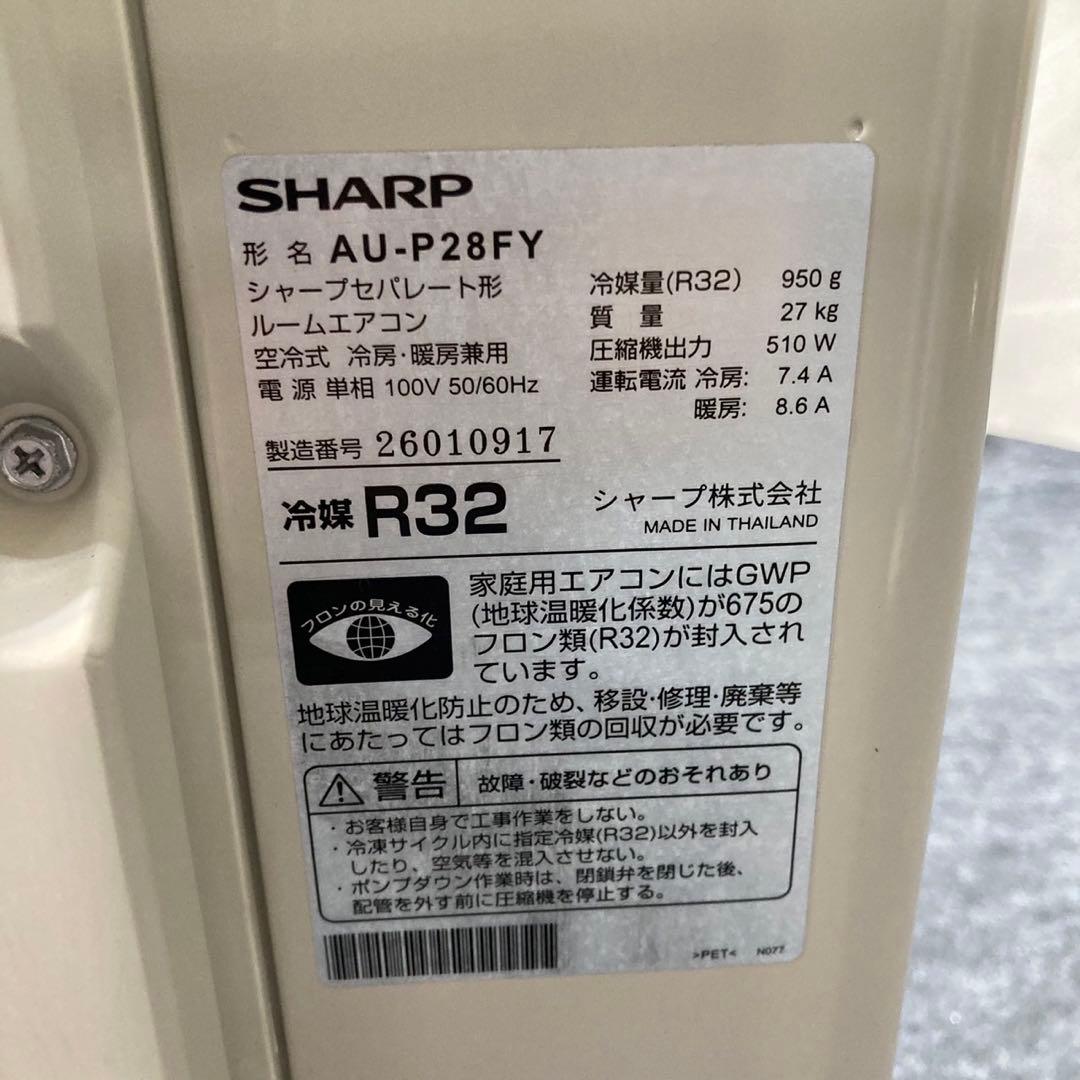 SHARP
形名 AU-P28FY
シャープセパレート形
ルームエアコン
空冷式 冷房・暖房兼用
電源 単相 100V 50/60Hz
冷媒量(R32) 950 g
質量 27 kg
圧縮機出力 510 W
運転電流 冷房: 7.4 A
暖房: 8.6 A
製造番号 26010917
冷媒 R32
シャープ株式会社
MADE IN THAILAND
フロンの見える化
家庭用エアコンにはGWP
(地球温暖化係数)が675の
フロン類(R32)が封入され
ています。
地球温暖化防止のため、移設・修理・廃棄等
にあたってはフロン類の回収が必要です。
警告 故障・破裂などのおそれあり
・お客様自身で工事作業をしない。
・冷凍サイクル内に指定冷媒(R32)以外を封入
したり、空気等を混入させない。
・ポンプダウン作業時は、閉鎖弁を閉じた後、
配管を外す前に圧縮機を停止する。
>PET< N077